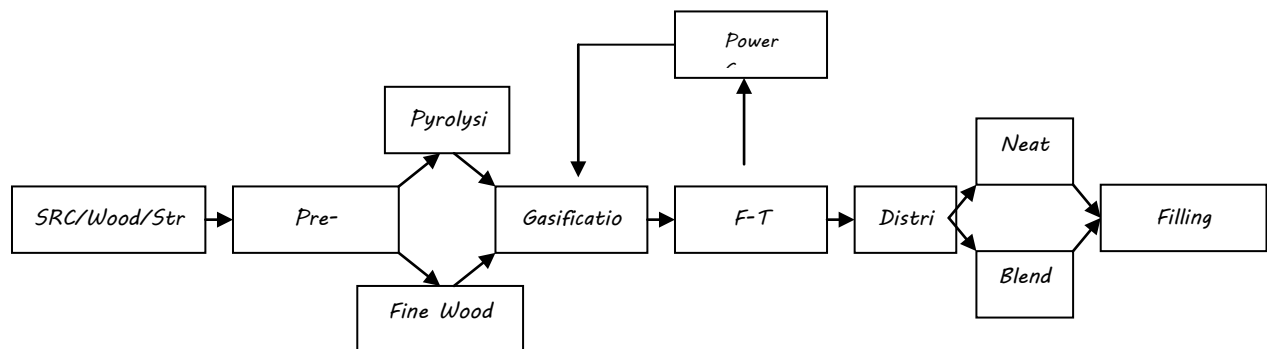 Power
Pyrolysi
Neat
SRC/Wood/Str
Pre-
Gasificatio
F-T
Distri
Filling
Blend
Fine Wood